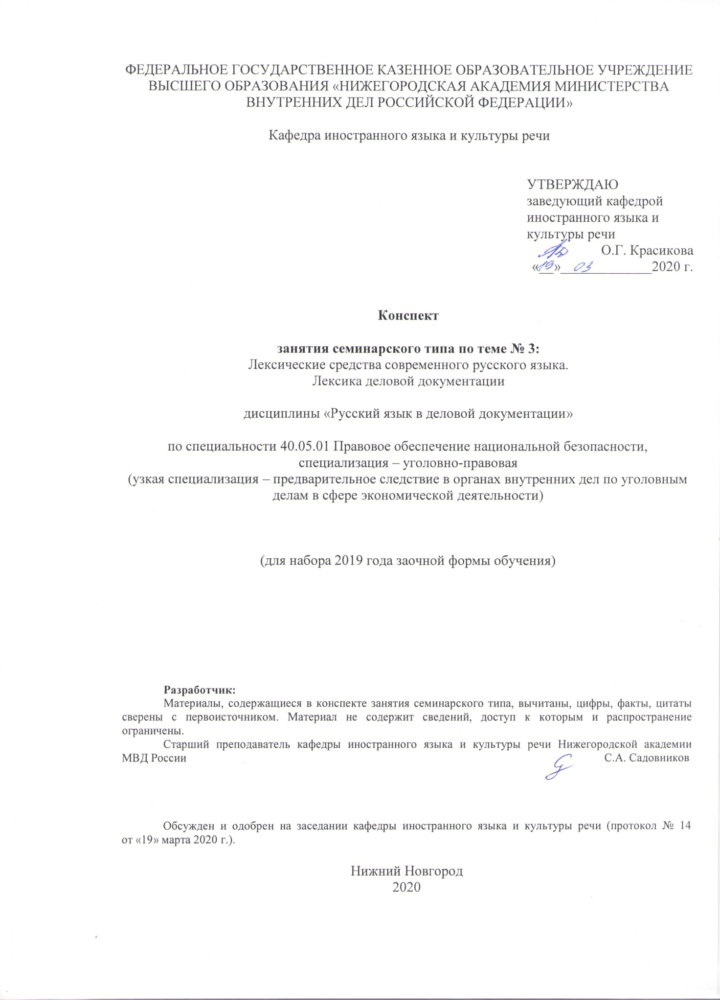 ФЕДЕРАЛЬНОЕ ГОСУДАРСТВЕННОЕ КАЗЕННОЕ ОБРАЗОВАТЕЛЬНОЕ УЧРЕЖДЕНИЕ
ВЫСШЕГО ОБРАЗОВАНИЯ «НИЖЕГОРОДСКАЯ АКАДЕМИЯ МИНИСТЕРСТВА
ВНУТРЕННИХ ДЕЛ РОССИЙСКОЙ ФЕДЕРАЦИИ»
Кафедра иностранного языка и культуры речи
УТВЕРЖДАЮ
заведующий кафедрой
иностранного языка и
культуры речи
О.Г. Красикова
«19» 03 2020 г.
Конспект
занятия семинарского типа по теме № 3:
Лексические средства современного русского языка.
Лексика деловой документации
дисциплины «Русский язык в деловой документации»
по специальности 40.05.01 Правовое обеспечение национальной безопасности,
специализация – уголовно-правовая
(узкая специализация – предварительное следствие в органах внутренних дел по уголовным
делам в сфере экономической деятельности)
(для набора 2019 года заочной формы обучения)
Разработчик:
Материалы, содержащиеся в конспекте занятия семинарского типа, вычитаны, цифры, факты, цитаты
сверены с первоисточником. Материал не содержит сведений, доступ к которым и распространение
ограничены.
Старший преподаватель кафедры иностранного языка и культуры речи Нижегородской академии
МВД России С.А. Садовников
Обсужден и одобрен на заседании кафедры иностранного языка и культуры речи (протокол № 14
от «19» марта 2020 г.).
Нижний Новгород
2020